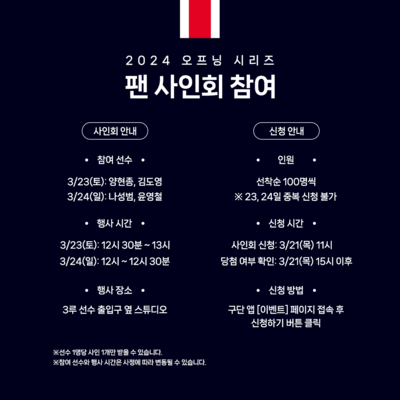 2024 오프닝 시리즈
팬 사인회 참여
사인회 안내
• 참여 선수 •
3/23(토): 양현종, 김도영
3/24(일): 나성범, 윤영철
• 행사 시간 •
3/23(토): 12시 30분 ~ 13시
3/24(일): 12시 ~ 12시 30분
• 행사 장소 •
3루 선수 출입구 옆 스튜디오
신청 안내
• 인원 •
선착순 100명씩
※ 23, 24일 중복 신청 불가
• 신청 시간 •
사인회 신청: 3/21(목) 11시
당첨 여부 확인: 3/21(목) 15시 이후
• 신청 방법 •
구단 앱 [이벤트] 페이지 접속 후
신청하기 버튼 클릭
※선수 1명당 사인 1개만 받을 수 있습니다.
※참여 선수와 행사 시간은 사정에 따라 변동될 수 있습니다.